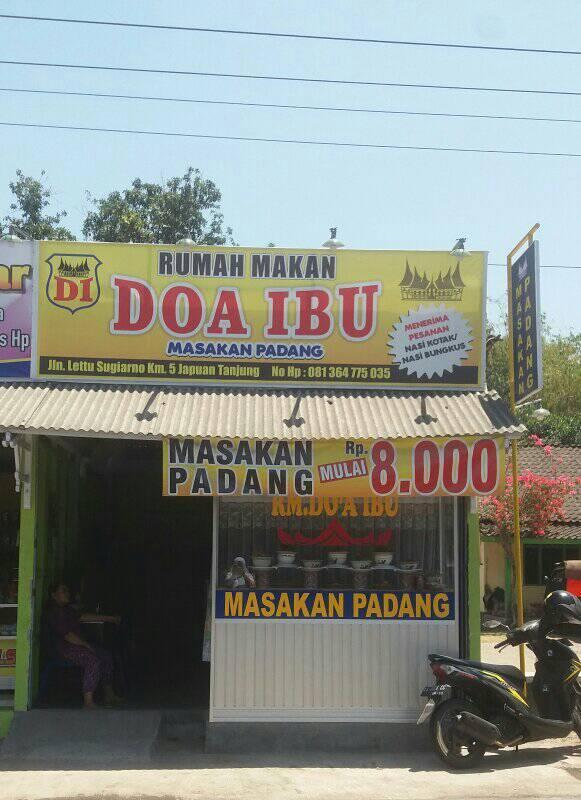 ar
a
s Hp
DI
RUMAH MAKAN
DOA IBU
MASAKAN PADANG
Jln. Lettu Sugiarno Km. 5 Japuan Tanjung No Hp : 081 364 775 035
MENERIMA
PESANAN
NASI KOTAK/
NASI BUNGKUS
MASAKAN
PADANG
MASAKAN
PADANG
Rp.
MULAI
8.000
RM.DO'A IBU
MASAKAN PADANG